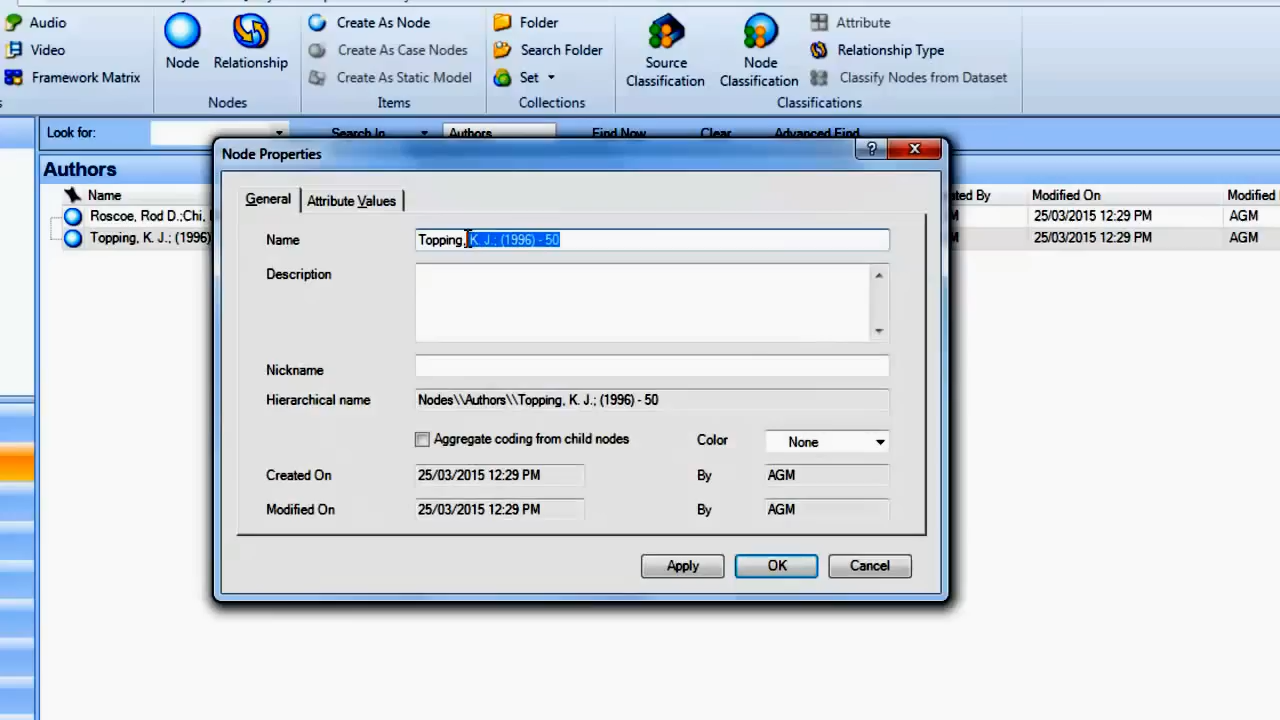 Audio
Video
Framework Matrix
Node
Relationship
Nodes
Create As Node
Create As Case Nodes
Create As Static Model
Items
Folder
Search Folder
Set
Collections
Source
Classification
Node
Classification
Attribute
Relationship Type
Classify Nodes from Dataset
Classifications
Look for:
Search In
Authors
Find Now
Clear
Advanced Find
Authors
Name
By
Modified On
Modified
Roscoe, Rod D.;Chi,
25/03/2015 12:29 PM
AGM
Topping, K. J.; (1996)
25/03/2015 12:29 PM
AGM
Node Properties
General
Attribute Values
Name
Topping, K. J.; (1996) - 50
Description
Nickname
Hierarchical name
Nodes\\Authors\\Topping, K. J.; (1996) - 50
Aggregate coding from child nodes
Color
None
Created On
25/03/2015 12:29 PM
By
AGM
Modified On
25/03/2015 12:29 PM
By
AGM
Apply
OK
Cancel